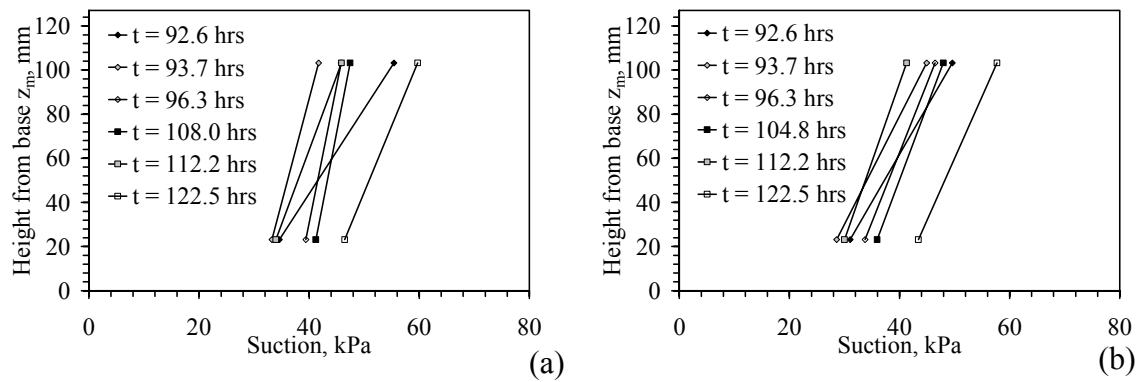 120
100
80
60
40
20
0
Height from base zm, mm
t = 92.6 hrs
t = 93.7 hrs
t = 96.3 hrs
t = 108.0 hrs
t = 112.2 hrs
t = 122.5 hrs
0 20 40 60 80
Suction, kPa
(a)
120
100
80
60
40
20
0
Height from base zm, mm
t = 92.6 hrs
t = 93.7 hrs
t = 96.3 hrs
t = 104.8 hrs
t = 112.2 hrs
t = 122.5 hrs
0 20 40 60 80
Suction, kPa
(b)